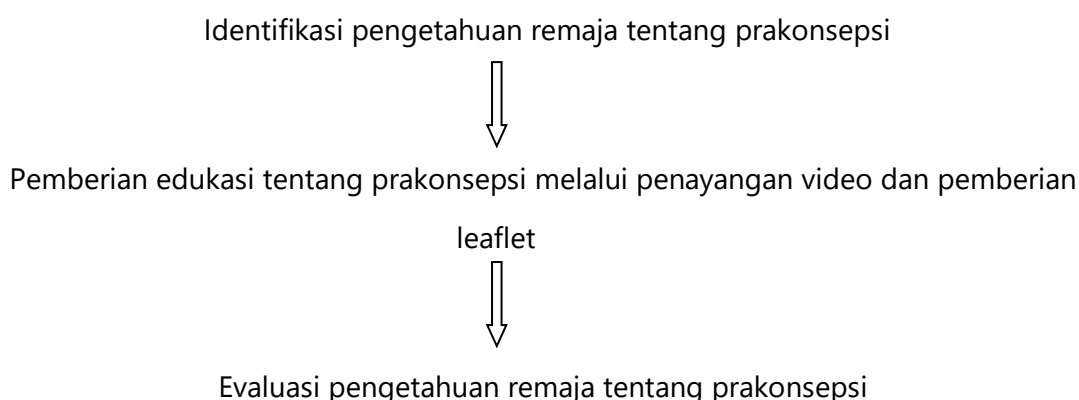 Identifikasi pengetahuan remaja tentang prakonsepsi
Pemberian edukasi tentang prakonsepsi melalui penayangan video dan pemberian
leaflet
Evaluasi pengetahuan remaja tentang prakonsepsi